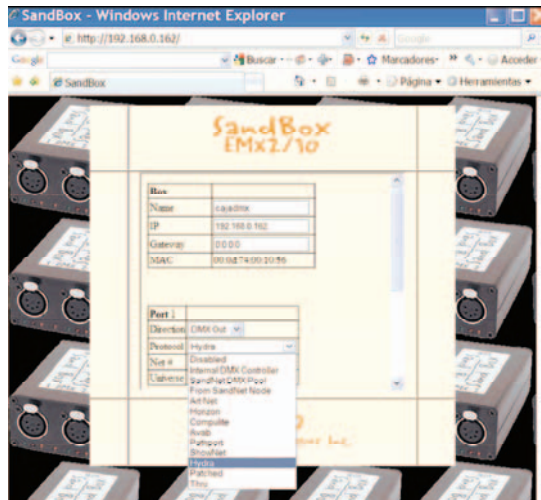 SandBox - Windows Internet Explorer
http://192.168.0.162/
Google
Google
Buscar
Marcadores
Acceder
SandBox
Página
Herramientas
SandBox
EMX2/10
Box
Name cajadmx
IP 192.168.0.162
Gateway 0.0.0.0
MAC
Port 1
Direction DMX Out
Protocol Hydra
Net #
Universe
Disabled
Internal DMX Controller
SandNet DMX Pool
From SandNet Node
ArtNet
Horizon
Compulite
Avab
Pathport
ShowNet
Hydra
Patched
Thru